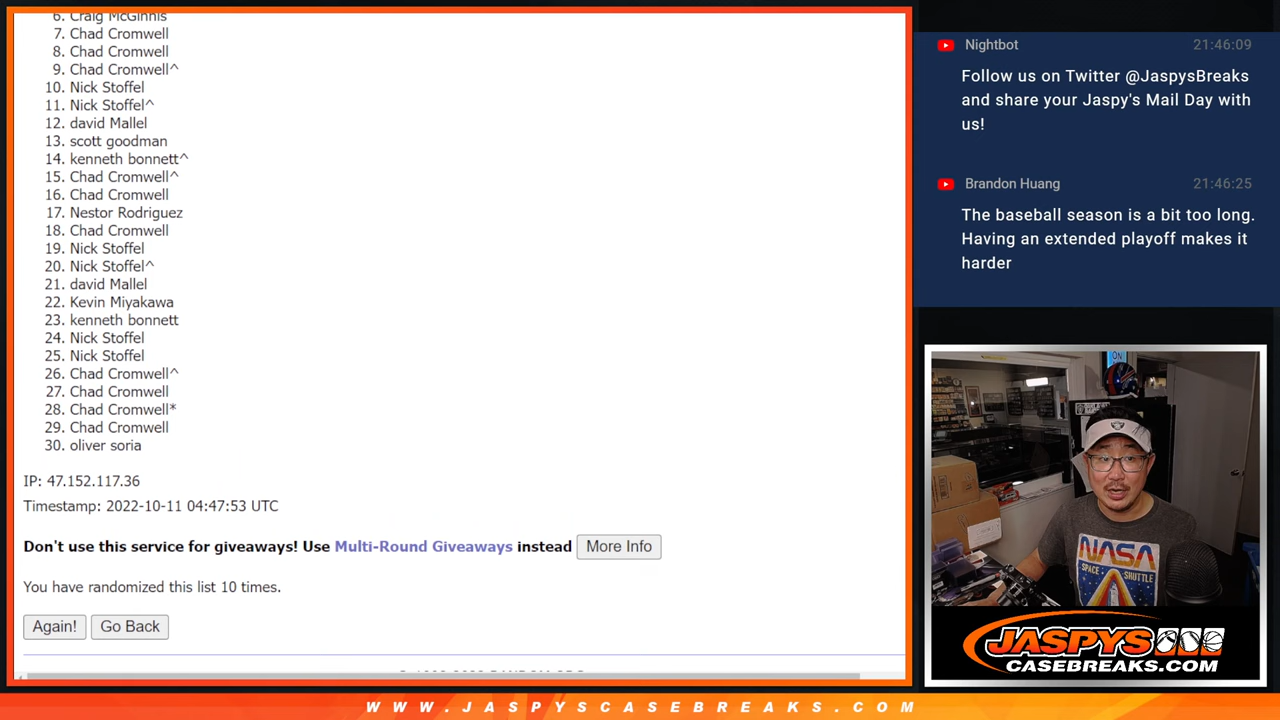 6. Craig McGinnis
7. Chad Cromwell
8. Chad Cromwell
9. Chad Cromwell^
10. Nick Stoffel
11. Nick Stoffel^
12. david Mallel
13. scott goodman
14. kenneth bonnett^
15. Chad Cromwell^
16. Chad Cromwell
17. Nestor Rodriguez
18. Chad Cromwell
19. Nick Stoffel
20. Nick Stoffel^
21. david Mallel
22. Kevin Miyakawa
23. kenneth bonnett
24. Nick Stoffel
25. Nick Stoffel
26. Chad Cromwell^
27. Chad Cromwell
28. Chad Cromwell*
29. Chad Cromwell
30. oliver soria
IP: 47.152.117.36
Timestamp: 2022-10-11 04:47:53 UTC
Don't use this service for giveaways! Use Multi-Round Giveaways instead More Info
You have randomized this list 10 times.
Again! Go Back
Nightbot 21:46:09
Follow us on Twitter @JaspysBreaks
and share your Jaspy's Mail Day with
us!
Brandon Huang 21:46:25
The baseball season is a bit too long.
Having an extended playoff makes it
harder
ON
NASA
SPACE SHUTTLE
JASPYS
CASEBREAKS.COM
WWW.JASPYSCASEBREAKS.COM